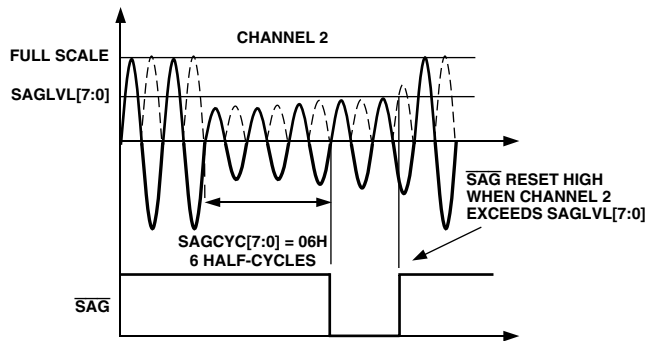 CHANNEL 2
FULL SCALE
SAGLVL[7:0]
SAG RESET HIGH
WHEN CHANNEL 2
EXCEEDS SAGLVL[7:0]
SAGCYC[7:0] = 06H
6 HALF-CYCLES
SAG